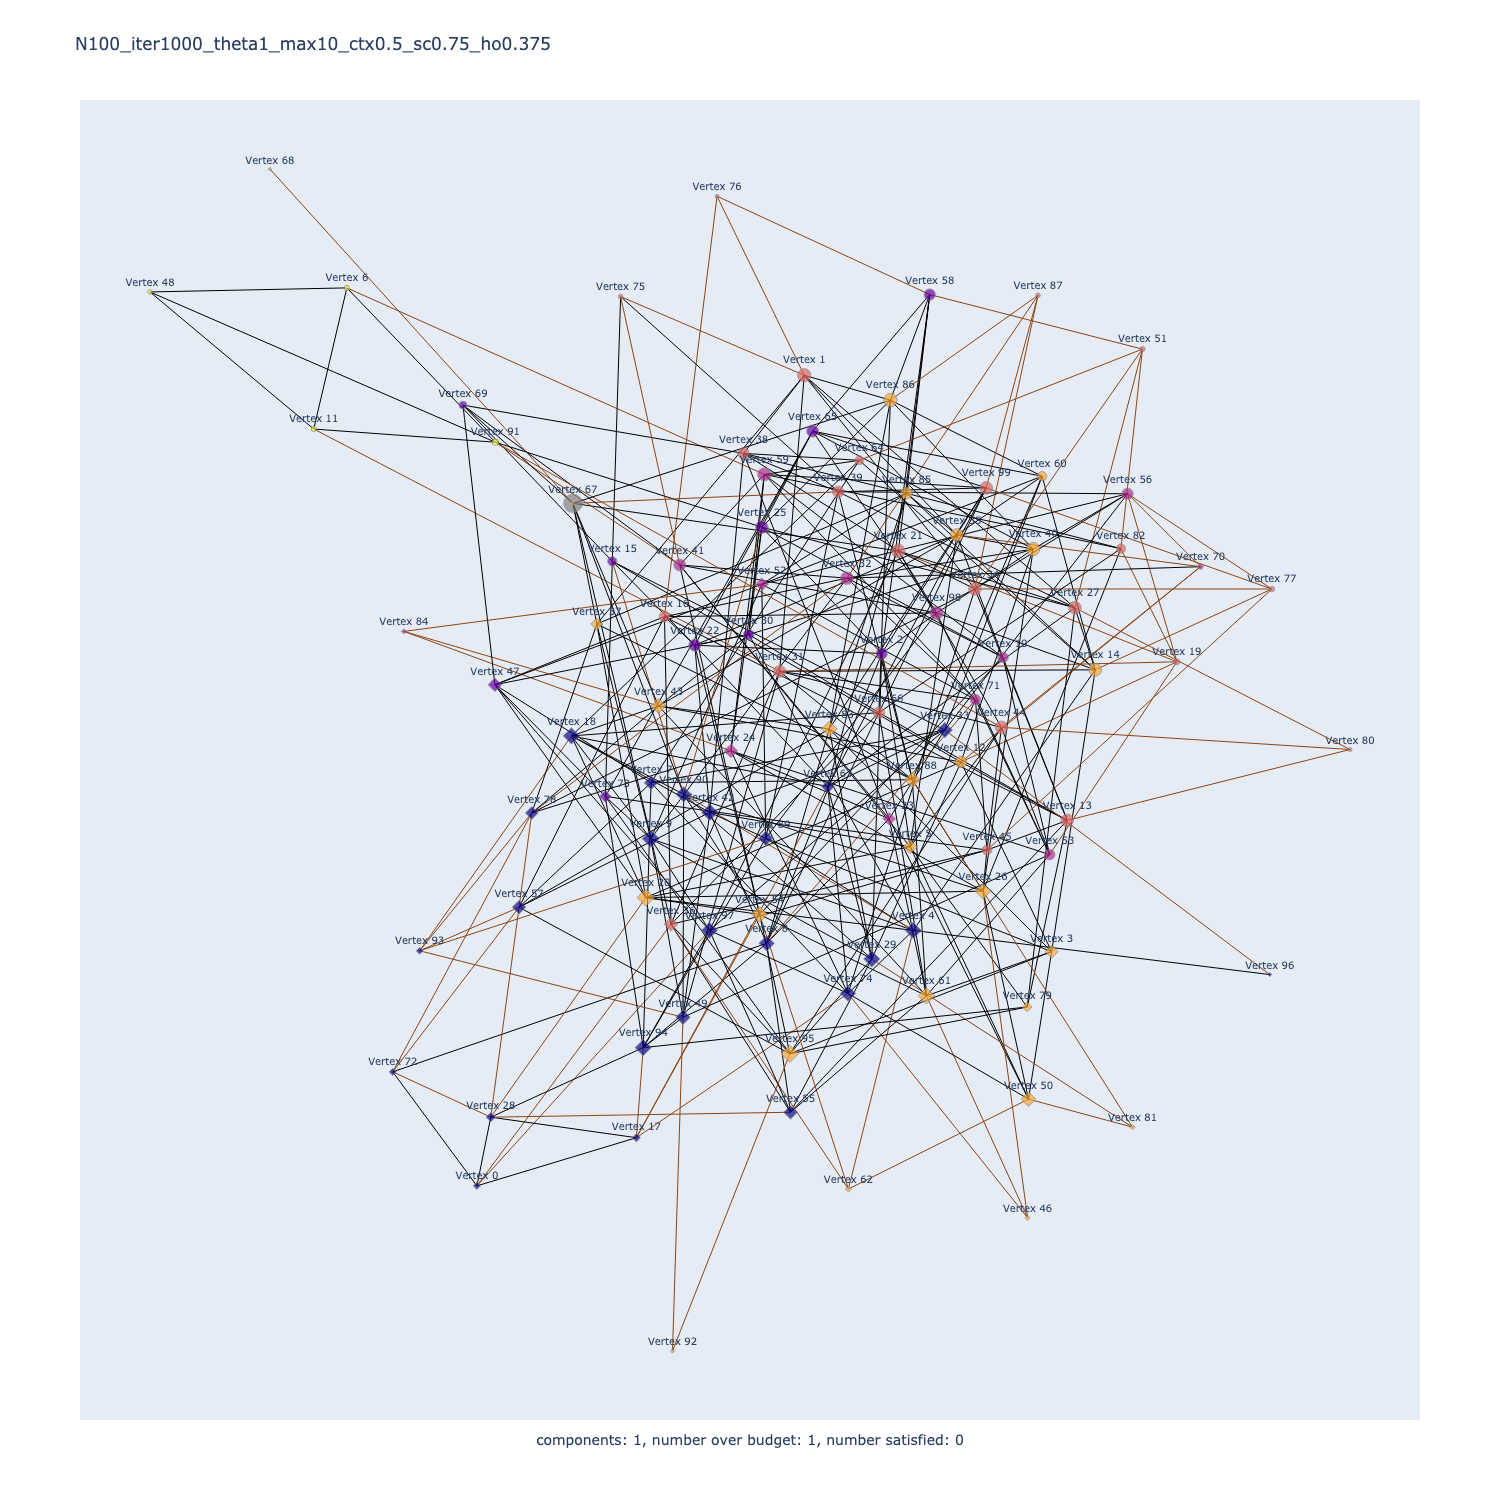 N100_iter1000_theta1_max10_ctx0.5_sc0.75_ho0.375
Vertex 68
Vertex 76
Vertex 48
Vertex 6
Vertex 75
Vertex 58
Vertex 87
Vertex 51
Vertex 1
Vertex 69
Vertex 86
Vertex 11
Vertex 91
Vertex 65
Vertex 38
Vertex 64
Vertex 59
Vertex 39
Vertex 85
Vertex 99
Vertex 60
Vertex 56
Vertex 67
Vertex 25
Vertex 21
Vertex 40
Vertex 82
Vertex 15
Vertex 41
Vertex 32
Vertex 70
Vertex 77
Vertex 84
Vertex 16
Vertex 98
Vertex 27
Vertex 22
Vertex 30
Vertex 2
Vertex 10
Vertex 14
Vertex 19
Vertex 47
Vertex 31
Vertex 43
Vertex 71
Vertex 66
Vertex 44
Vertex 18
Vertex 24
Vertex 33
Vertex 80
Vertex 12
Vertex 88
Vertex 90
Vertex 42
Vertex 13
Vertex 9
Vertex 45
Vertex 53
Vertex 20
Vertex 26
Vertex 57
Vertex 4
Vertex 93
Vertex 29
Vertex 3
Vertex 96
Vertex 74
Vertex 61
Vertex 79
Vertex 49
Vertex 94
Vertex 95
Vertex 72
Vertex 28
Vertex 55
Vertex 50
Vertex 17
Vertex 81
Vertex 0
Vertex 62
Vertex 46
Vertex 92
components: 1, number over budget: 1, number satisfied: 0